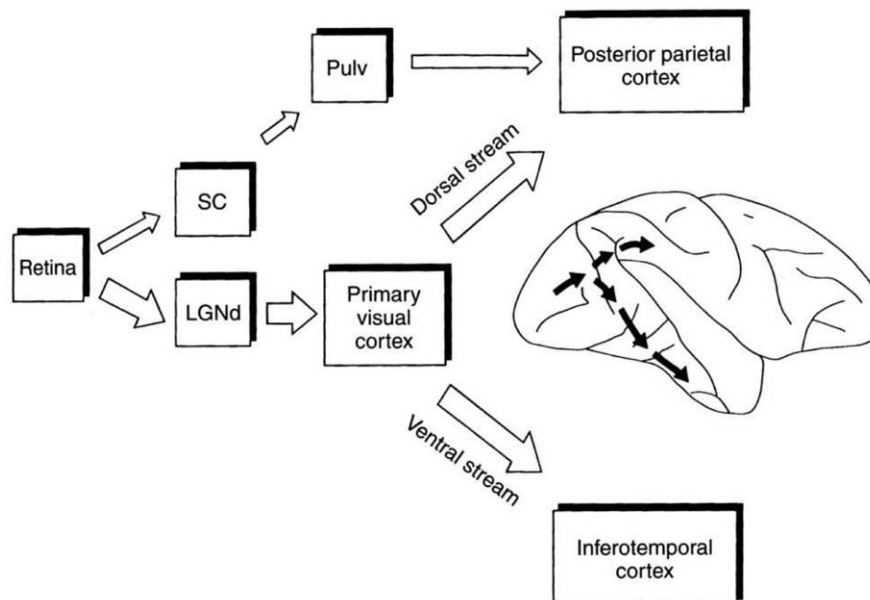 Pulv
Posterior parietal
cortex
Dorsal stream
SC
Retina
LGNd
Primary
visual
cortex
Ventral stream
Inferotemporal
cortex